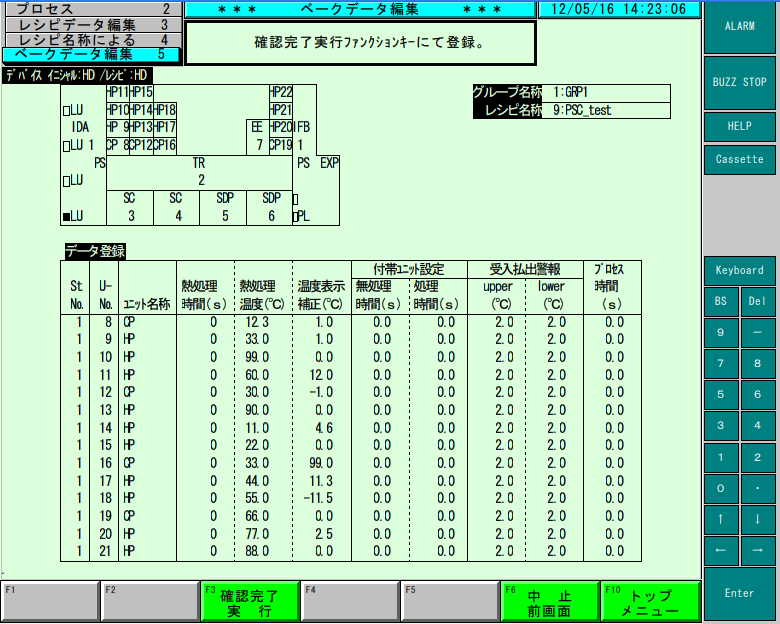 プロセス 2
レシピデータ編集 3
レシピ名称による 4
ベークデータ編集 5
＊＊＊ ベークデータ編集 ＊＊＊
12/05/16 14:23:06
確認完了実行ﾌｧﾝｸｼｮﾝキーにて登録。
ﾃﾞﾊﾞｲｽ ｲﾆｼｬﾙ:HD /ﾚｼﾋﾟ:HD
HP11 HP15 HP22
LU HP10 HP14 HP18 HP21
IDA HP 9 HP13 HP17 EE HP20 IFB
LU 1 CP 8 CP12 CP16 7 CP19 1
PS TR PS EXP
LU 2
SC SC SDP SDP
LU 3 4 5 6 PL
グループ名称 1:GRP1
レシピ名称 9:PSC_test
データ登録
付帯ﾕﾆｯﾄ設定 受入払出警報 ﾌﾟﾛｾｽ
St U- 熱処理 熱処理 温度表示 無処理 処理 upper lower 時間
No. No. ﾕﾆｯﾄ名称 時間(s) 温度(℃) 補正(℃) 時間(s) 時間(s) (℃) (℃) (s)
1 8 CP 0 12.3 1.0 0.0 0.0 2.0 2.0 0.0
1 9 HP 0 33.0 1.0 0.0 0.0 2.0 2.0 0.0
1 10 HP 0 99.0 0.0 0.0 0.0 2.0 2.0 0.0
1 11 HP 0 60.0 12.0 0.0 0.0 2.0 2.0 0.0
1 12 CP 0 30.0 -1.0 0.0 0.0 2.0 2.0 0.0
1 13 HP 0 90.0 0.0 0.0 0.0 2.0 2.0 0.0
1 14 HP 0 11.0 4.6 0.0 0.0 2.0 2.0 0.0
1 15 HP 0 22.0 0.0 0.0 0.0 2.0 2.0 0.0
1 16 CP 0 33.0 99.0 0.0 0.0 2.0 2.0 0.0
1 17 HP 0 44.0 11.3 0.0 0.0 2.0 2.0 0.0
1 18 HP 0 55.0 -11.5 0.0 0.0 2.0 2.0 0.0
1 19 CP 0 66.0 0.0 0.0 0.0 2.0 2.0 0.0
1 20 HP 0 77.0 2.5 0.0 0.0 2.0 2.0 0.0
1 21 HP 0 88.0 0.0 0.0 0.0 2.0 2.0 0.0
F1
F2
F3 確認完了
実 行
F4
F5
F6 中 止
前画面
F10 トップ
メニュー
ALARM
BUZZ STOP
HELP
Cassette
Keyboard
BS Del
9 －
7 8
5 6
3 4
1 2
0 ．
↑ ↓
← →
Enter